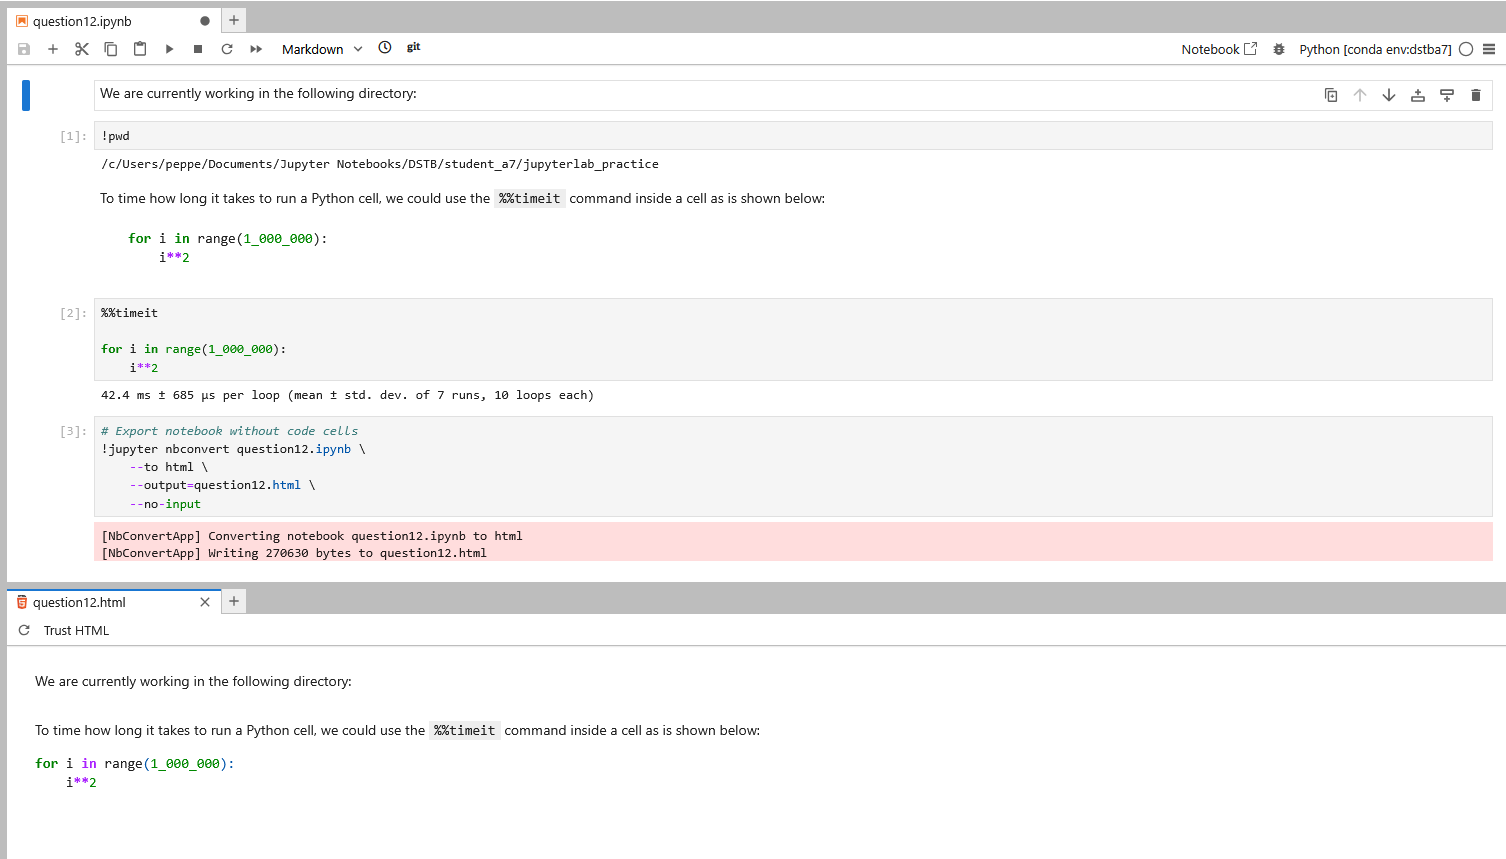 question12.ipynb
Markdown
git
Notebook
Python [conda env:dstba7]
We are currently working in the following directory:
[1]:
!pwd
/c/Users/peppe/Documents/Jupyter Notebooks/DSTB/student_a7/jupyterlab_practice
To time how long it takes to run a Python cell, we could use the %%timeit command inside a cell as is shown below:
for i in range(1_000_000):
    i**2
[2]:
%%timeit
for i in range(1_000_000):
    i**2
42.4 ms ± 685 µs per loop (mean ± std. dev. of 7 runs, 10 loops each)
[3]:
# Export notebook without code cells
!jupyter nbconvert question12.ipynb \
    --to html \
    --output=question12.html \
    --no-input
[NbConvertApp] Converting notebook question12.ipynb to html
[NbConvertApp] Writing 270630 bytes to question12.html
question12.html
Trust HTML
We are currently working in the following directory:
To time how long it takes to run a Python cell, we could use the %%timeit command inside a cell as is shown below:
for i in range(1_000_000):
    i**2